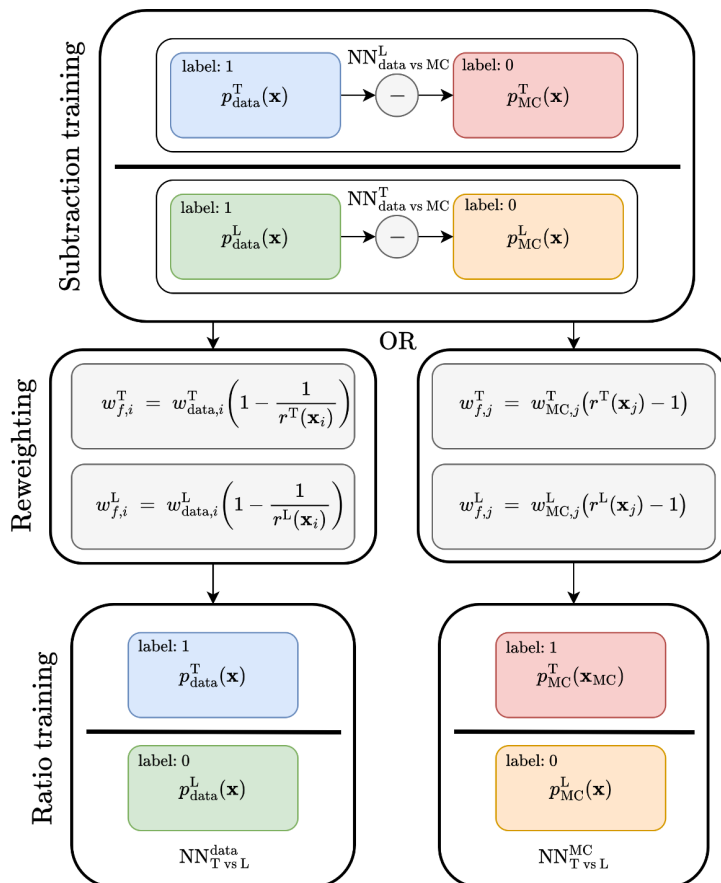 Subtraction training
label: 1
p^T_data(x)
NN^L_data vs MC
−
label: 0
p^T_MC(x)
label: 1
p^L_data(x)
NN^T_data vs MC
−
label: 0
p^L_MC(x)
OR
Reweighting
w^T_{f,i} = w^T_{data,i}(1 − 1/r^T(x_i))
w^L_{f,i} = w^L_{data,i}(1 − 1/r^L(x_i))
w^T_{f,j} = w^T_{MC,j}(r^T(x_j) − 1)
w^L_{f,j} = w^L_{MC,j}(r^L(x_j) − 1)
Ratio training
label: 1
p^T_data(x)
label: 0
p^L_data(x)
NN^data_T vs L
label: 1
p^T_MC(x_MC)
label: 0
p^L_MC(x)
NN^MC_T vs L